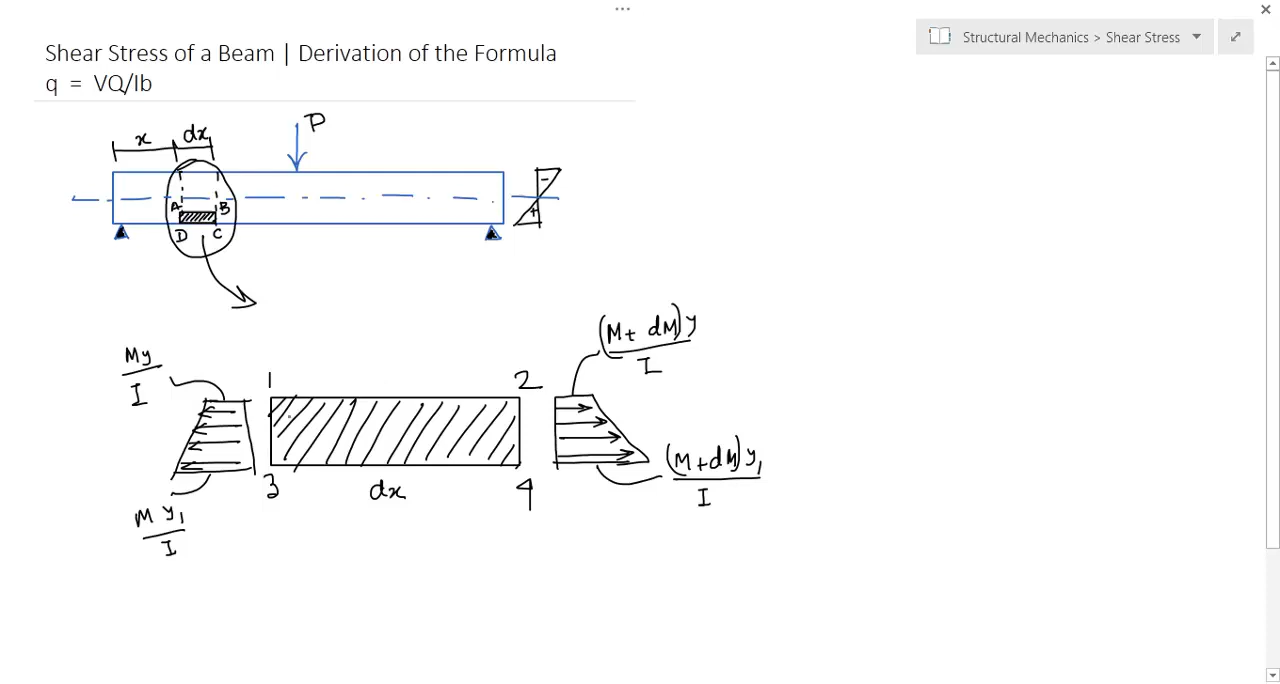 Structural Mechanics > Shear Stress
Shear Stress of a Beam | Derivation of the Formula
q = VQ/Ib
P
x dx
A B
D C
-
+
(M+ dM)y
I
My
I
1 2
(M+dM)y₁
I
3 dx 4
M y₁
I